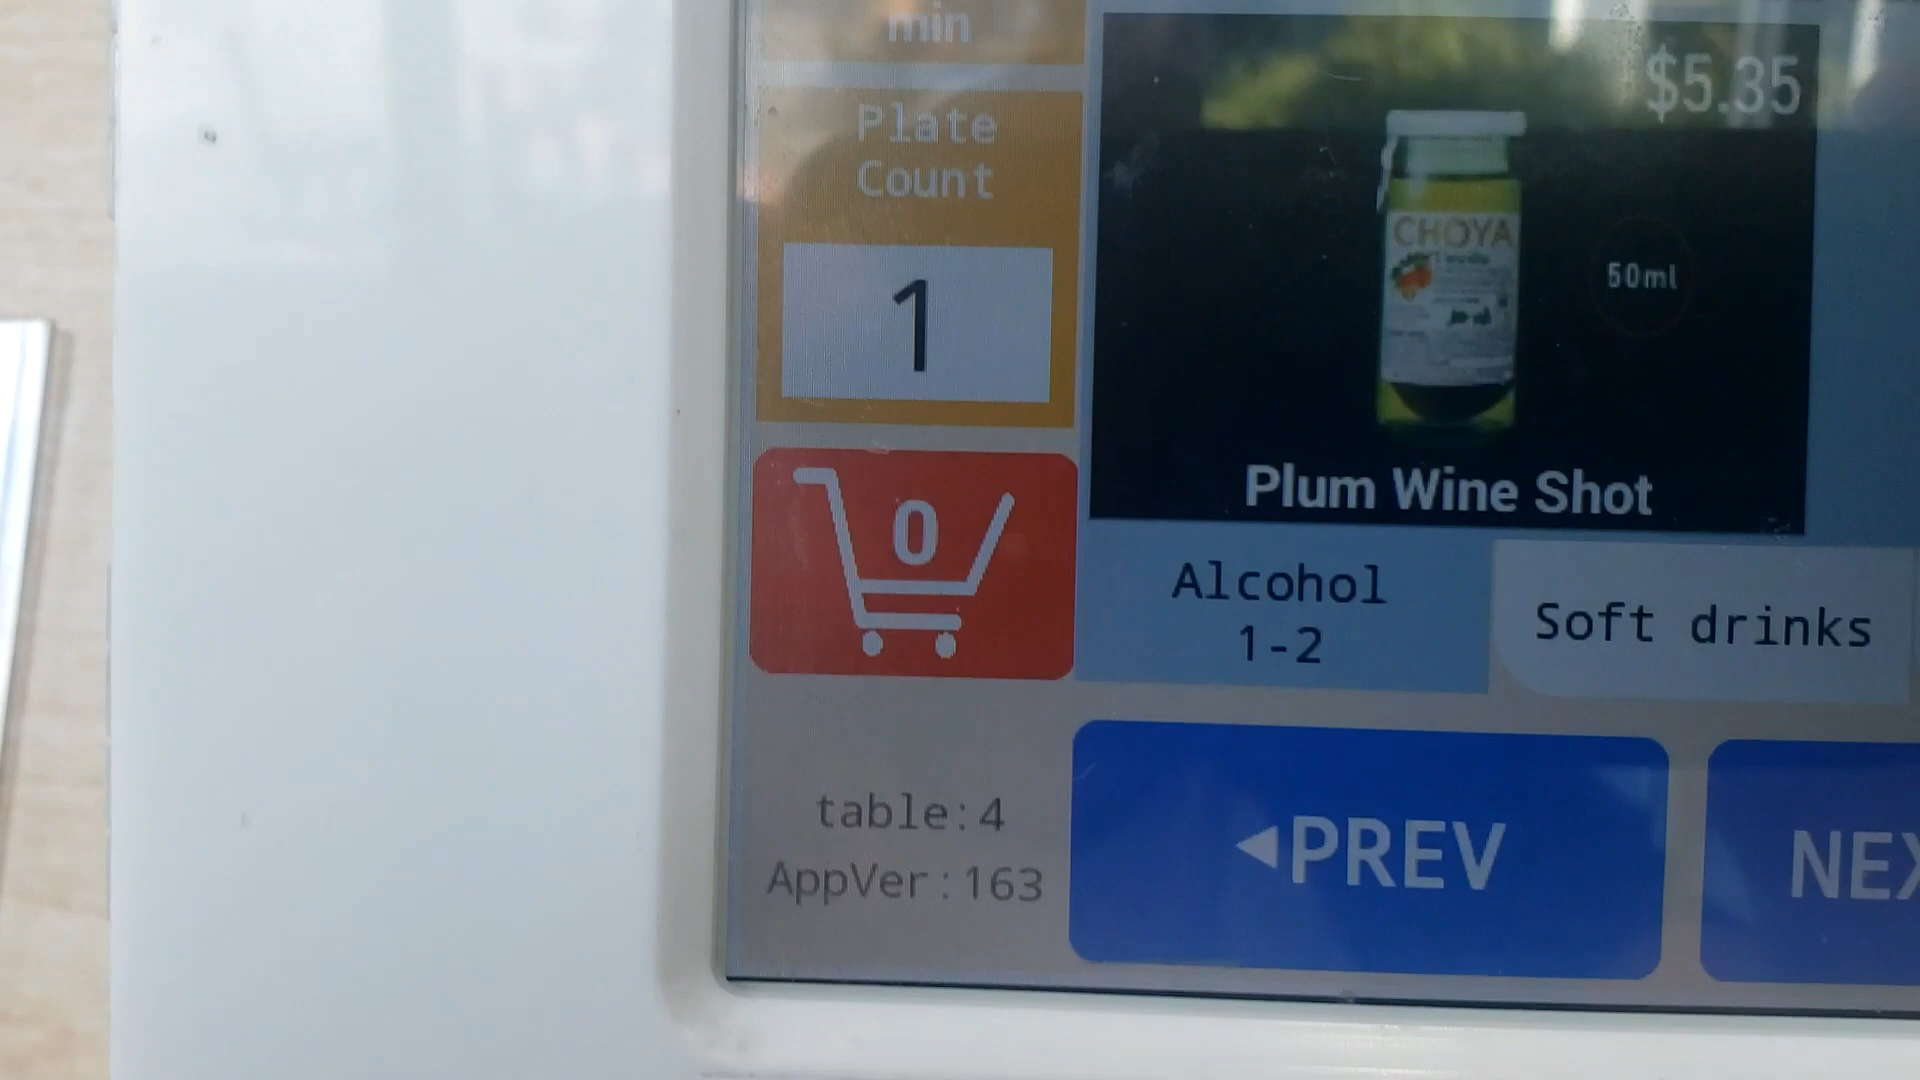 min
Plate
Count
1
0
$5.35
CHOYA
50ml
Plum Wine Shot
Alcohol
1-2
Soft drinks
table:4
AppVer:163
◀PREV